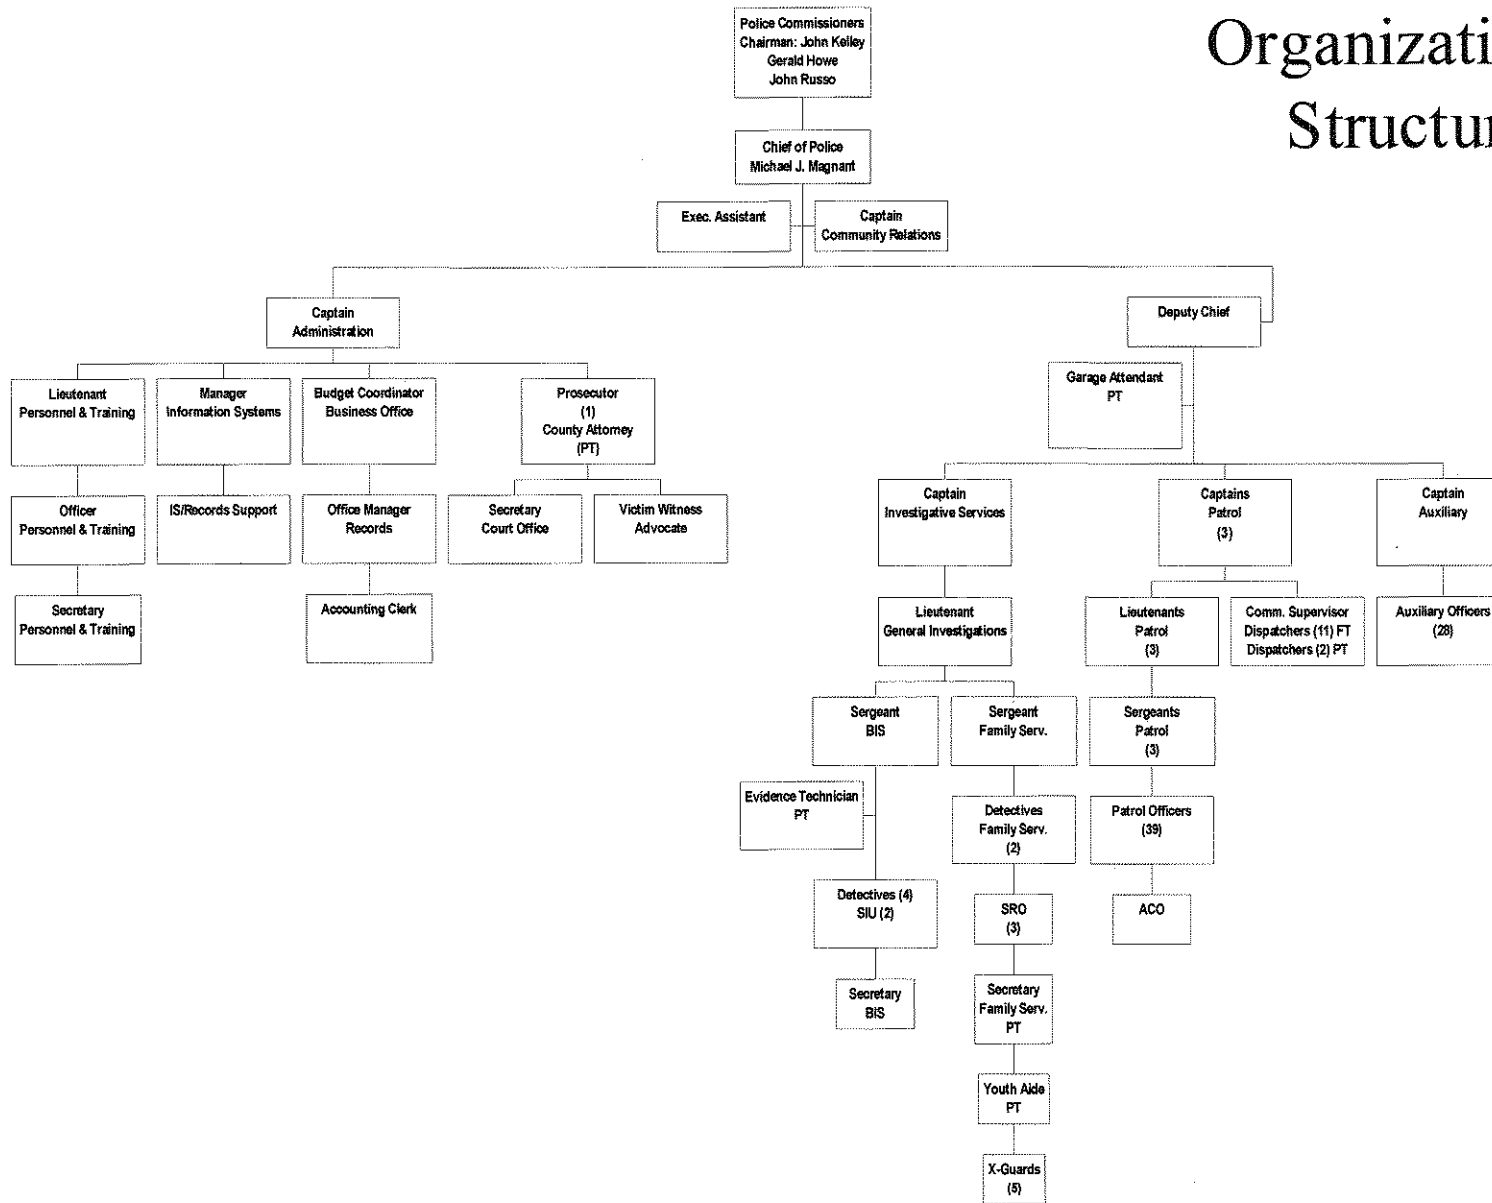 Organizati
Structur
Police Commissioners
Chairman: John Kelley
Gerald Howe
John Russo
Chief of Police
Michael J. Magnant
Exec. Assistant
Captain
Community Relations
Captain
Administration
Deputy Chief
Garage Attendant
PT
Lieutenant
Personnel & Training
Manager
Information Systems
Budget Coordinator
Business Office
Prosecutor
(1)
County Attorney
(PT)
Officer
Personnel & Training
IS/Records Support
Office Manager
Records
Secretary
Court Office
Victim Witness
Advocate
Secretary
Personnel & Training
Accounting Clerk
Captain
Investigative Services
Captains
Patrol
(3)
Captain
Auxiliary
Lieutenant
General Investigations
Lieutenants
Patrol
(3)
Comm. Supervisor
Dispatchers (11) FT
Dispatchers (2) PT
Auxiliary Officers
(28)
Sergeant
BIS
Sergeant
Family Serv.
Sergeants
Patrol
(3)
Evidence Technician
PT
Detectives
Family Serv.
(2)
Patrol Officers
(39)
Detectives (4)
SIU (2)
SRO
(3)
ACO
Secretary
BIS
Secretary
Family Serv.
PT
Youth Aide
PT
X-Guards
(5)